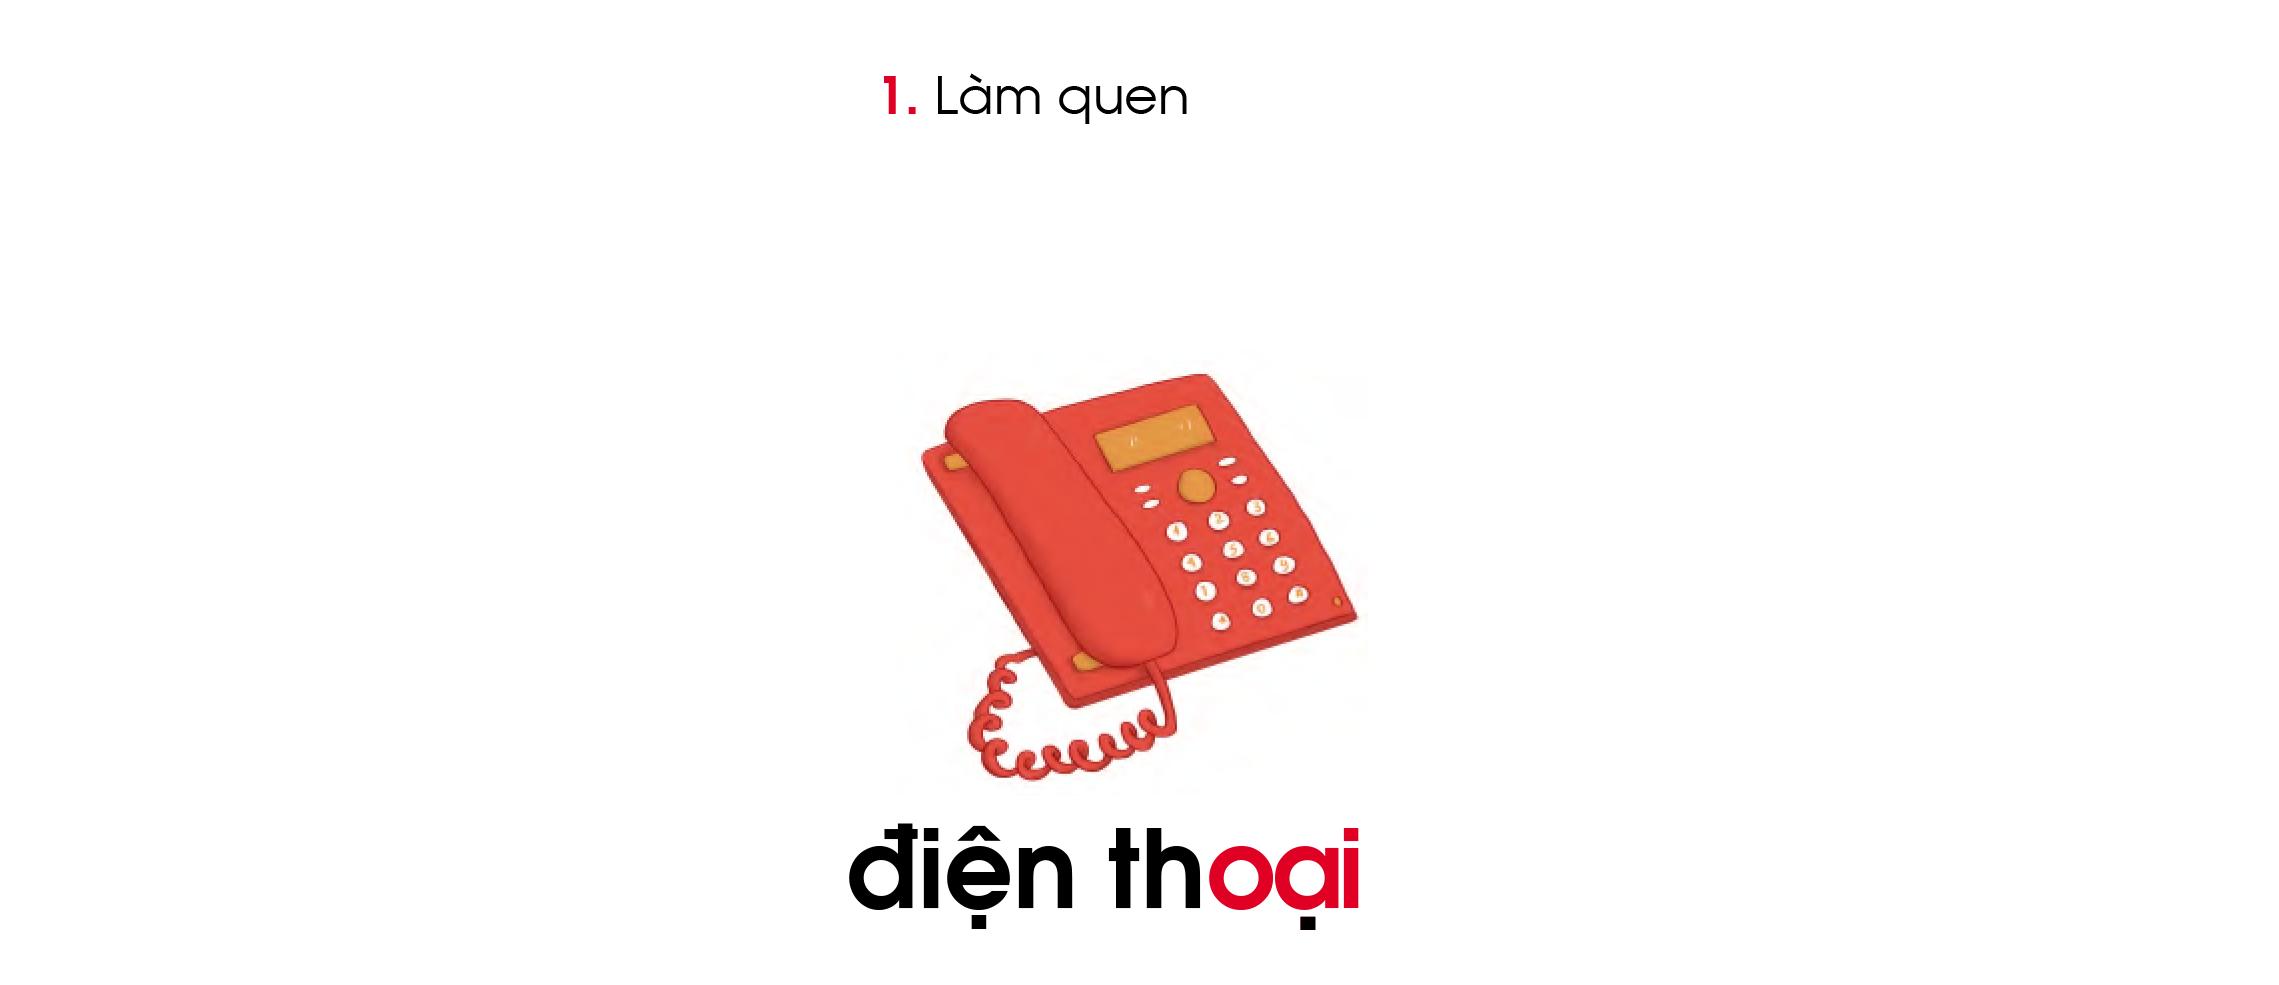 1. Làm quen
điện thoại